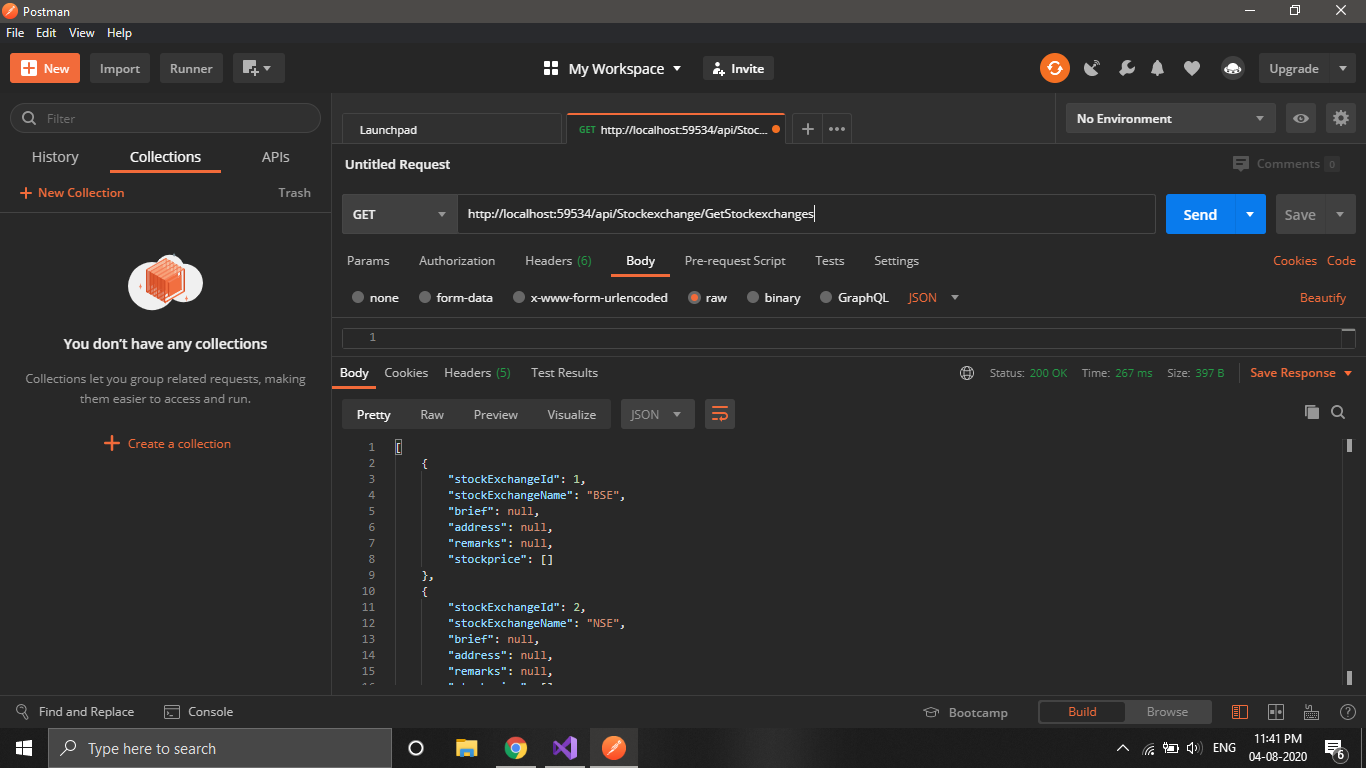 Postman
File Edit View Help
New Import Runner My Workspace Invite Upgrade
Filter
Launchpad GET http://localhost:59534/api/Stoc... No Environment
History Collections APIs
Untitled Request Comments 0
New Collection Trash
GET http://localhost:59534/api/Stockexchange/GetStockexchanges Send Save
Params Authorization Headers (6) Body Pre-request Script Tests Settings Cookies Code
none form-data x-www-form-urlencoded raw binary GraphQL JSON Beautify
1
You don't have any collections
Collections let you group related requests, making
them easier to access and run.
Create a collection
Body Cookies Headers (5) Test Results Status: 200 OK Time: 267 ms Size: 397 B Save Response
Pretty Raw Preview Visualize JSON
1 [
2 {
3 "stockExchangeId": 1,
4 "stockExchangeName": "BSE",
5 "brief": null,
6 "address": null,
7 "remarks": null,
8 "stockprice": []
9 },
10 {
11 "stockExchangeId": 2,
12 "stockExchangeName": "NSE",
13 "brief": null,
14 "address": null,
15 "remarks": null,
Find and Replace Console Bootcamp Build Browse
Type here to search ENG 11:41 PM
04-08-2020 6